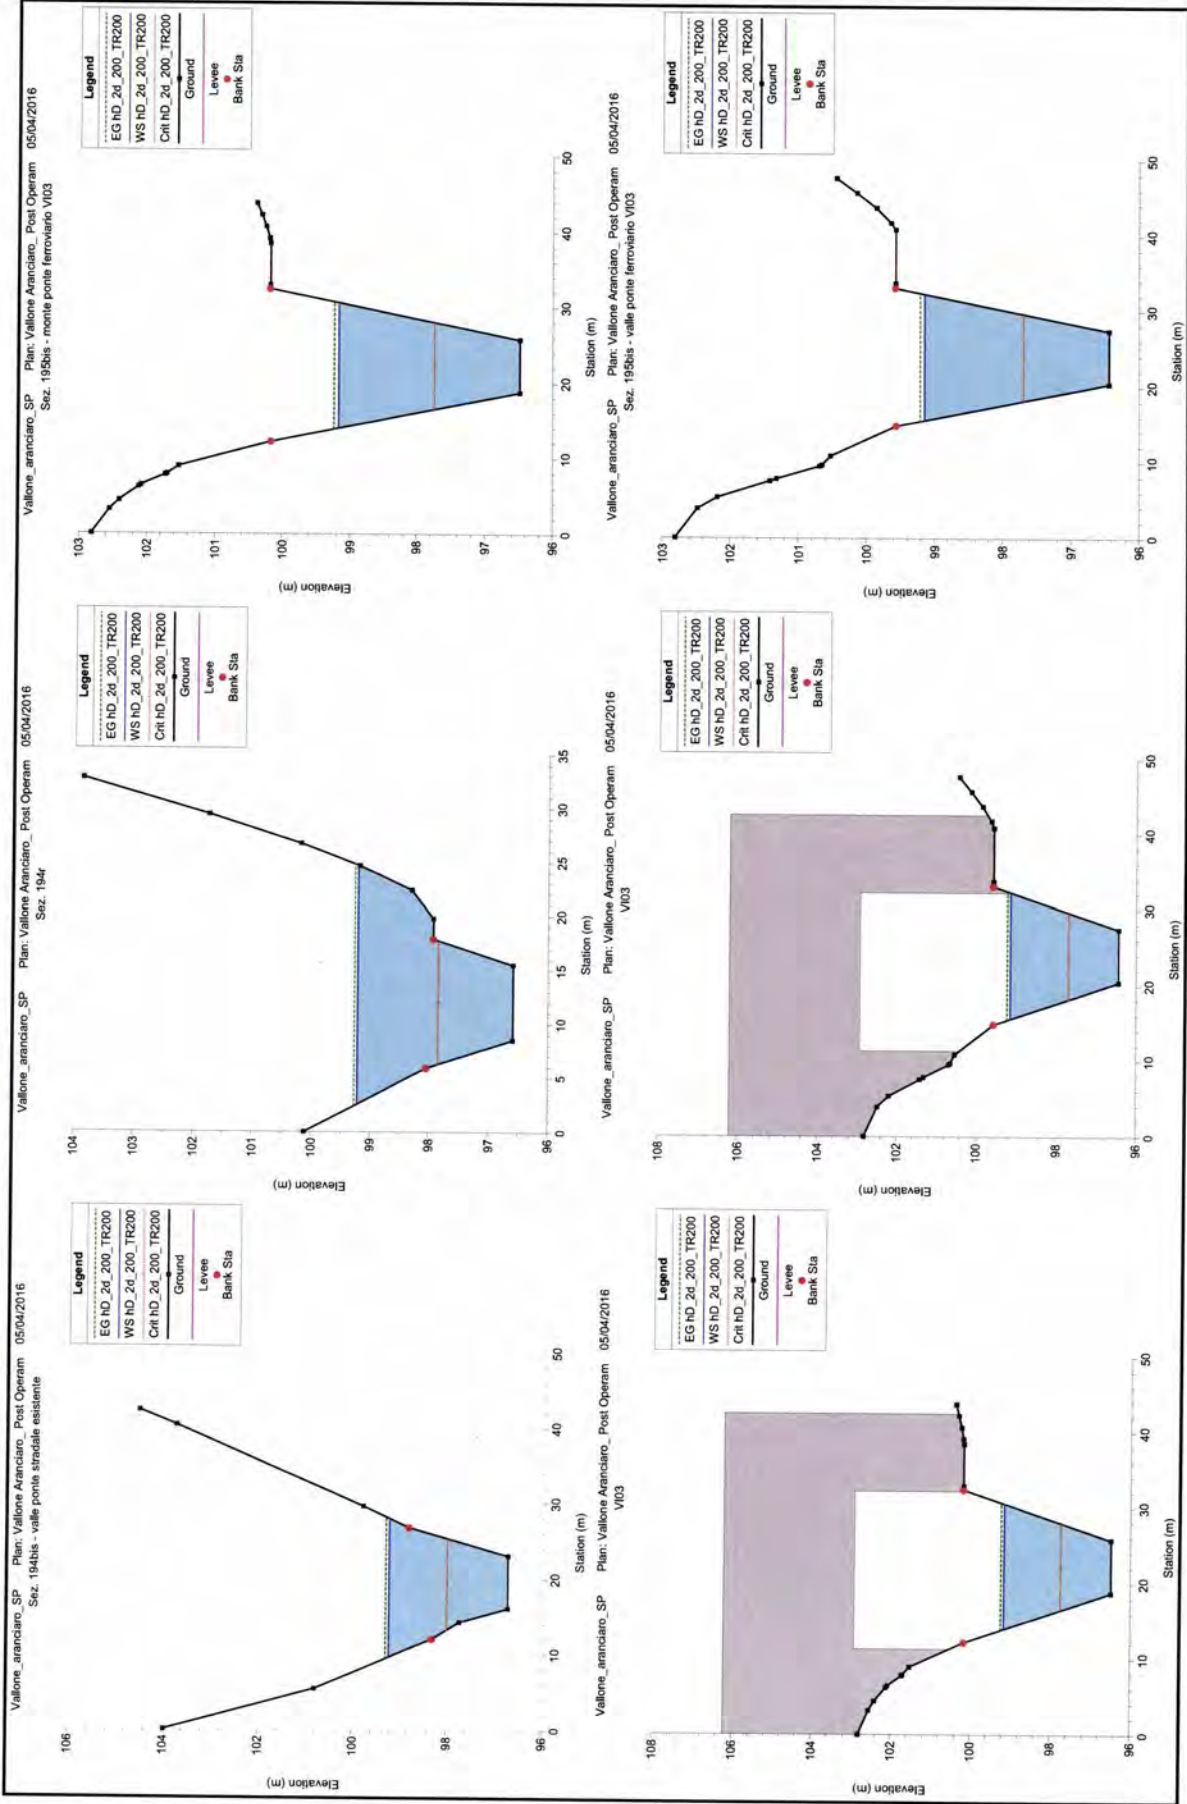 Vallone_aranciaro_SP Plan: Vallone Aranciaro_ Post Operam 05/04/2016
Sez. 194bis - valle ponte stradale esistente
Legend
EG hD_2d_200_TR200
WS hD_2d_200_TR200
Crit hD_2d_200_TR200
Ground
Levee
Bank Sta
Elevation (m)
106
104
102
100
98
96
0 10 20 30 40 50
Station (m)
Vallone_aranciaro_SP Plan: Vallone Aranciaro_ Post Operam 05/04/2016
Sez. 194r
Legend
EG hD_2d_200_TR200
WS hD_2d_200_TR200
Crit hD_2d_200_TR200
Ground
Levee
Bank Sta
Elevation (m)
104
103
102
101
100
99
98
97
96
0 5 10 15 20 25 30 35
Station (m)
Vallone_aranciaro_SP Plan: Vallone Aranciaro_ Post Operam 05/04/2016
Sez. 195bis - monte ponte ferroviario VI03
Legend
EG hD_2d_200_TR200
WS hD_2d_200_TR200
Crit hD_2d_200_TR200
Ground
Levee
Bank Sta
Elevation (m)
103
102
101
100
99
98
97
96
0 10 20 30 40 50
Station (m)
Vallone_aranciaro_SP Plan: Vallone Aranciaro_ Post Operam 05/04/2016
VI03
Legend
EG hD_2d_200_TR200
WS hD_2d_200_TR200
Crit hD_2d_200_TR200
Ground
Levee
Bank Sta
Elevation (m)
108
106
104
102
100
98
96
0 10 20 30 40 50
Station (m)
Vallone_aranciaro_SP Plan: Vallone Aranciaro_ Post Operam 05/04/2016
VI03
Legend
EG hD_2d_200_TR200
WS hD_2d_200_TR200
Crit hD_2d_200_TR200
Ground
Levee
Bank Sta
Elevation (m)
108
106
104
102
100
98
96
0 10 20 30 40 50
Station (m)
Vallone_aranciaro_SP Plan: Vallone Aranciaro_ Post Operam 05/04/2016
Sez. 195bis - valle ponte ferroviario VI03
Legend
EG hD_2d_200_TR200
WS hD_2d_200_TR200
Crit hD_2d_200_TR200
Ground
Levee
Bank Sta
Elevation (m)
103
102
101
100
99
98
97
96
0 10 20 30 40 50
Station (m)